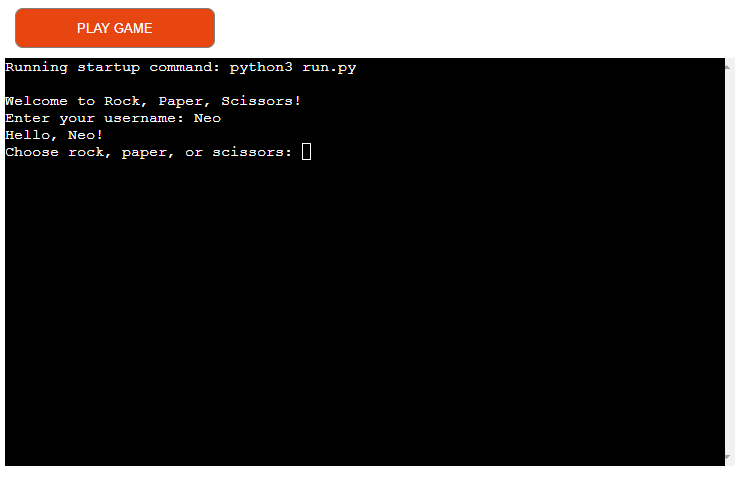 PLAY GAME
Running startup command: python3 run.py
Welcome to Rock, Paper, Scissors!
Enter your username: Neo
Hello, Neo!
Choose rock, paper, or scissors: